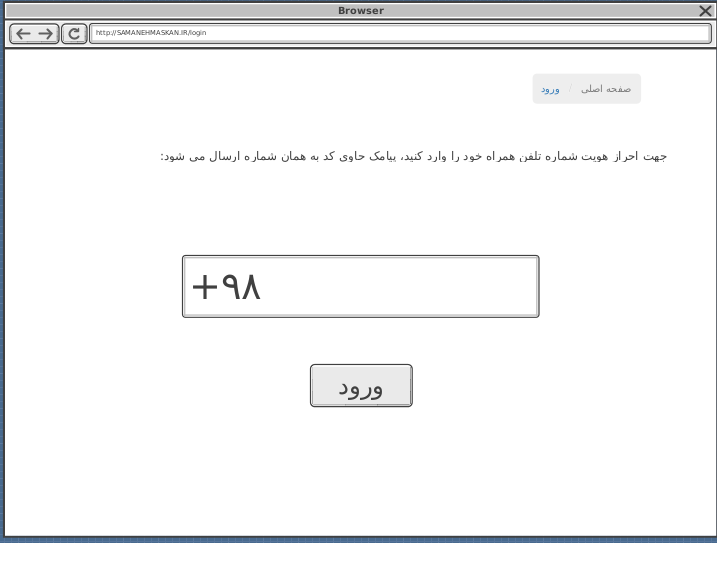 Browser
http://SAMANEHMASKAN.IR/login
صفحه اصلی / ورود
جهت احراز هویت شماره تلفن همراه خود را وارد کنید، پیامک حاوی کد به همان شماره ارسال می شود:
+۹۸
ورود